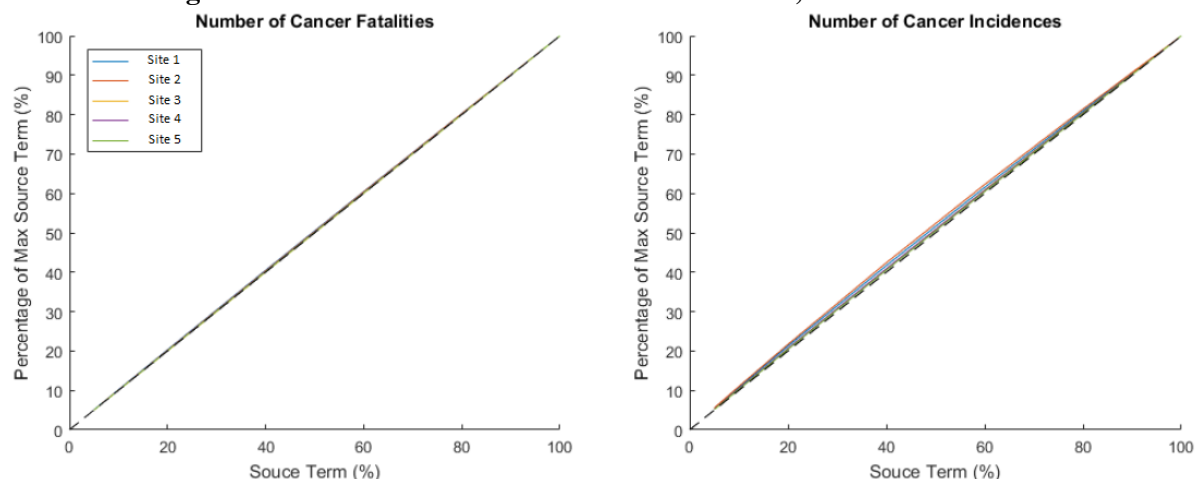 Number of Cancer Fatalities
100
90
80
70
60
50
40
30
20
10
0
Percentage of Max Source Term (%)
Site 1
Site 2
Site 3
Site 4
Site 5
0 20 40 60 80 100
Souce Term (%)
Number of Cancer Incidences
100
90
80
70
60
50
40
30
20
10
0
Percentage of Max Source Term (%)
0 20 40 60 80 100
Souce Term (%)